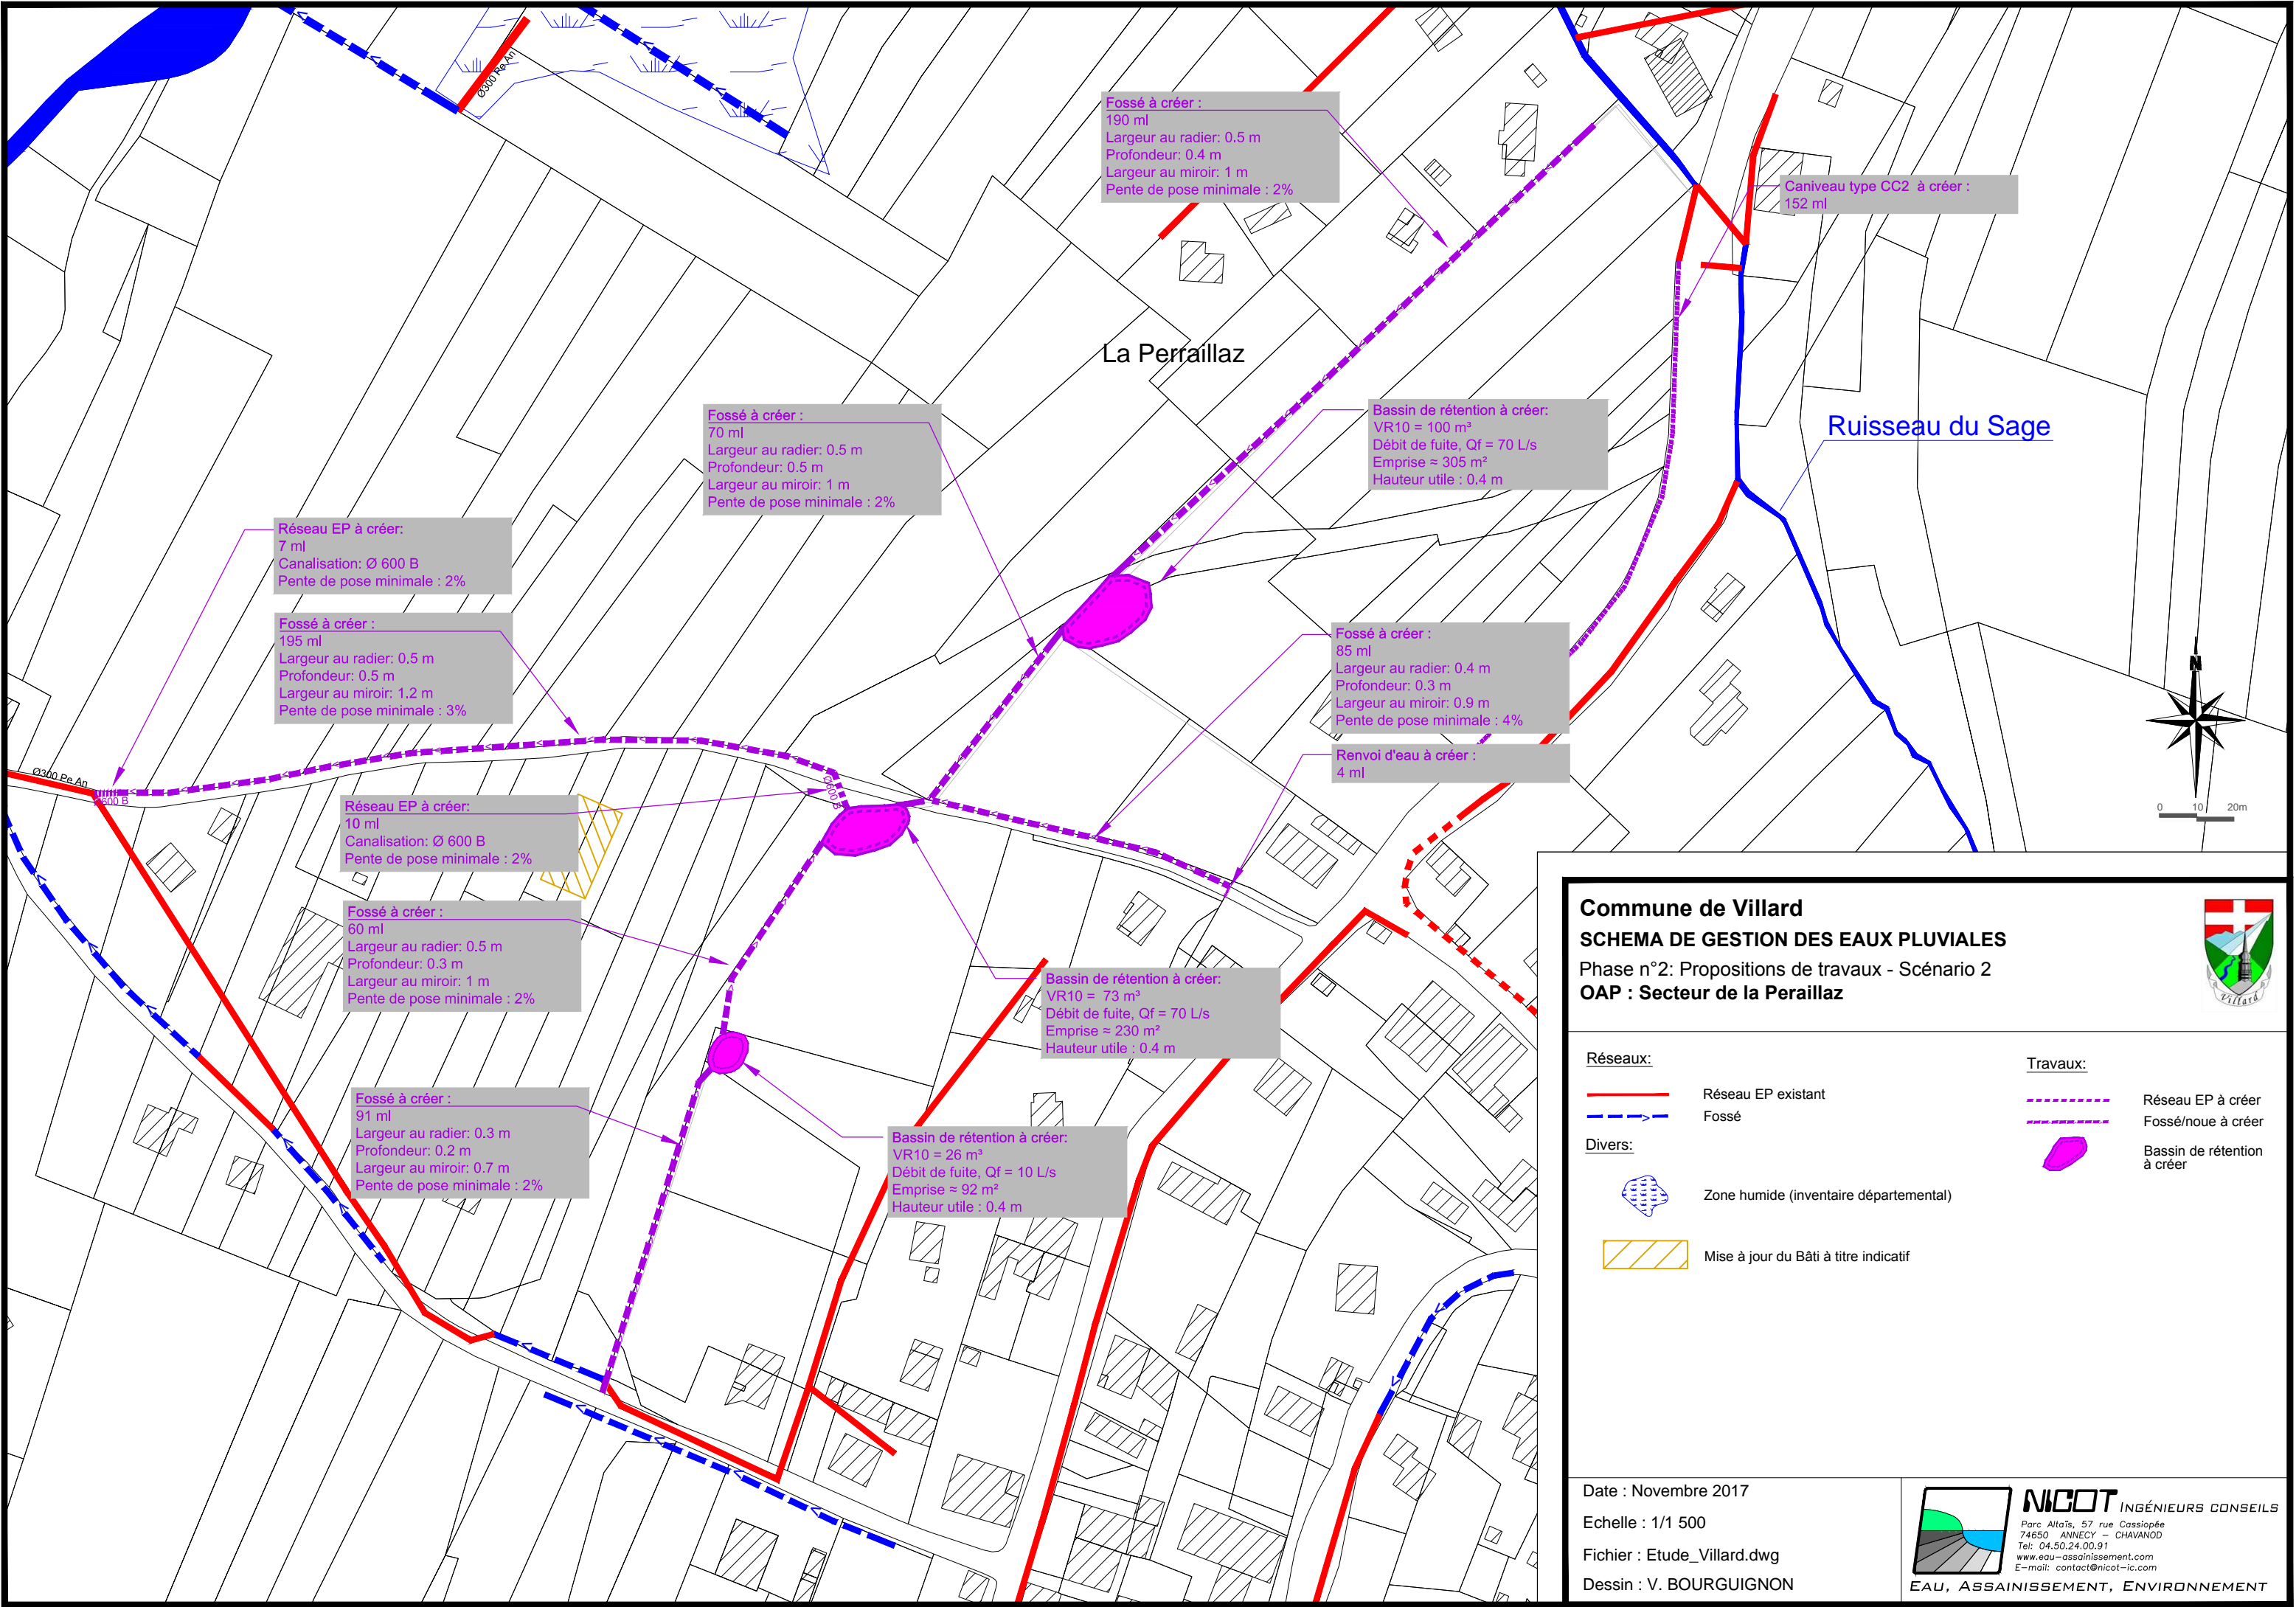 Ø300 Pe An
Fossé à créer :
190 ml
Largeur au radier: 0.5 m
Profondeur: 0.4 m
Largeur au miroir: 1 m
Pente de pose minimale : 2%
Caniveau type CC2 à créer :
152 ml
La Perraillaz
Fossé à créer :
70 ml
Largeur au radier: 0.5 m
Profondeur: 0.5 m
Largeur au miroir: 1 m
Pente de pose minimale : 2%
Bassin de rétention à créer:
VR10 = 100 m³
Débit de fuite, Qf = 70 L/s
Emprise ≈ 305 m²
Hauteur utile : 0.4 m
Ruisseau du Sage
Réseau EP à créer:
7 ml
Canalisation: Ø 600 B
Pente de pose minimale : 2%
Fossé à créer :
195 ml
Largeur au radier: 0,5 m
Profondeur: 0.5 m
Largeur au miroir: 1.2 m
Pente de pose minimale : 3%
Fossé à créer :
85 ml
Largeur au radier: 0.4 m
Profondeur: 0.3 m
Largeur au miroir: 0.9 m
Pente de pose minimale : 4%
Renvoi d'eau à créer :
4 ml
N
0 10 20m
Ø300 Pe An
Ø600 B
Ø600 B
Réseau EP à créer:
10 ml
Canalisation: Ø 600 B
Pente de pose minimale : 2%
Fossé à créer :
60 ml
Largeur au radier: 0.5 m
Profondeur: 0.3 m
Largeur au miroir: 1 m
Pente de pose minimale : 2%
Bassin de rétention à créer:
VR10 = 73 m³
Débit de fuite, Qf = 70 L/s
Emprise ≈ 230 m²
Hauteur utile : 0.4 m
Fossé à créer :
91 ml
Largeur au radier: 0.3 m
Profondeur: 0.2 m
Largeur au miroir: 0.7 m
Pente de pose minimale : 2%
Bassin de rétention à créer:
VR10 = 26 m³
Débit de fuite, Qf = 10 L/s
Emprise ≈ 92 m²
Hauteur utile : 0.4 m
Commune de Villard
SCHEMA DE GESTION DES EAUX PLUVIALES
Phase n°2: Propositions de travaux - Scénario 2
OAP : Secteur de la Peraillaz
Villard
Réseaux:
Réseau EP existant
Fossé
Divers:
Zone humide (inventaire départemental)
Mise à jour du Bâti à titre indicatif
Travaux:
Réseau EP à créer
Fossé/noue à créer
Bassin de rétention
à créer
Date : Novembre 2017
Echelle : 1/1 500
Fichier : Etude_Villard.dwg
Dessin : V. BOURGUIGNON
NICOT INGÉNIEURS CONSEILS
Parc Altaïs, 57 rue Cassiopée
74650 ANNECY – CHAVANOD
Tel: 04.50.24.00.91
www.eau-assainissement.com
E-mail: contact@nicot-ic.com
EAU, ASSAINISSEMENT, ENVIRONNEMENT